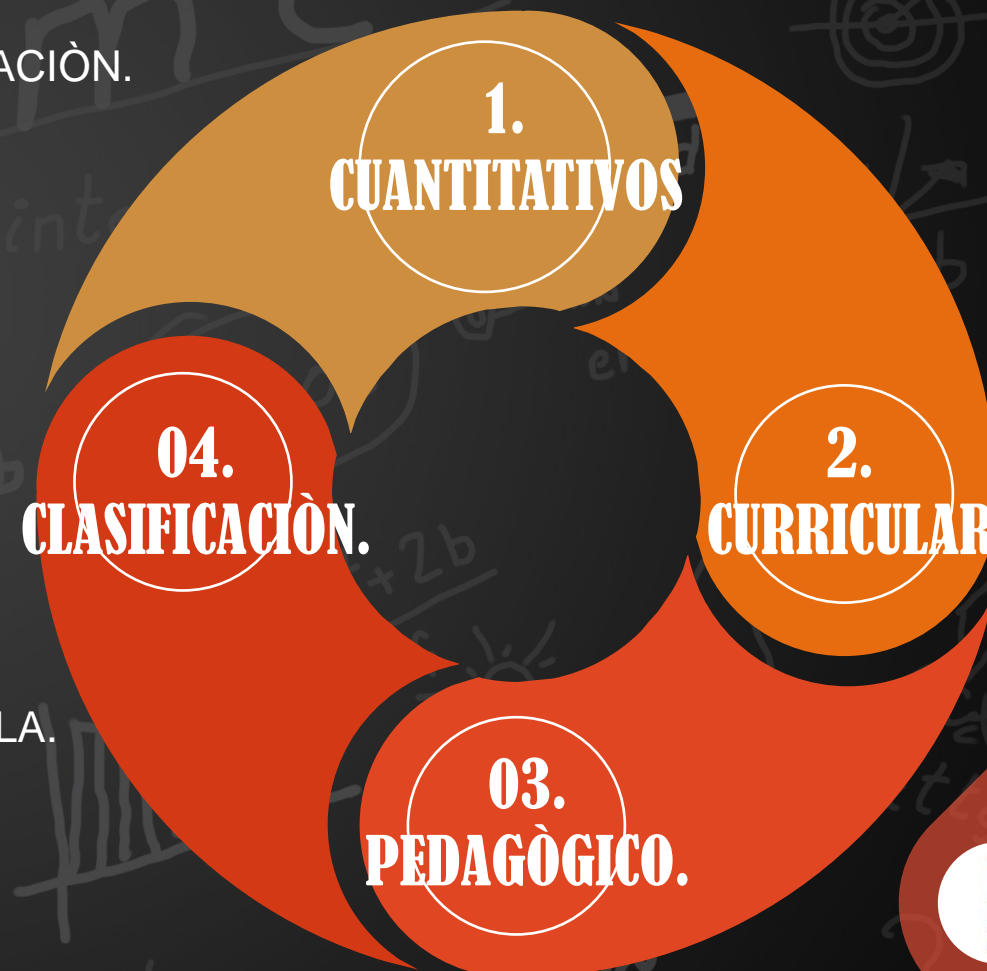 ACIÒN.
1.
CUANTITATIVOS
2.
CURRICULAR
04.
CLASIFICACIÒN.
LA.
03.
PEDAGÒGICO.